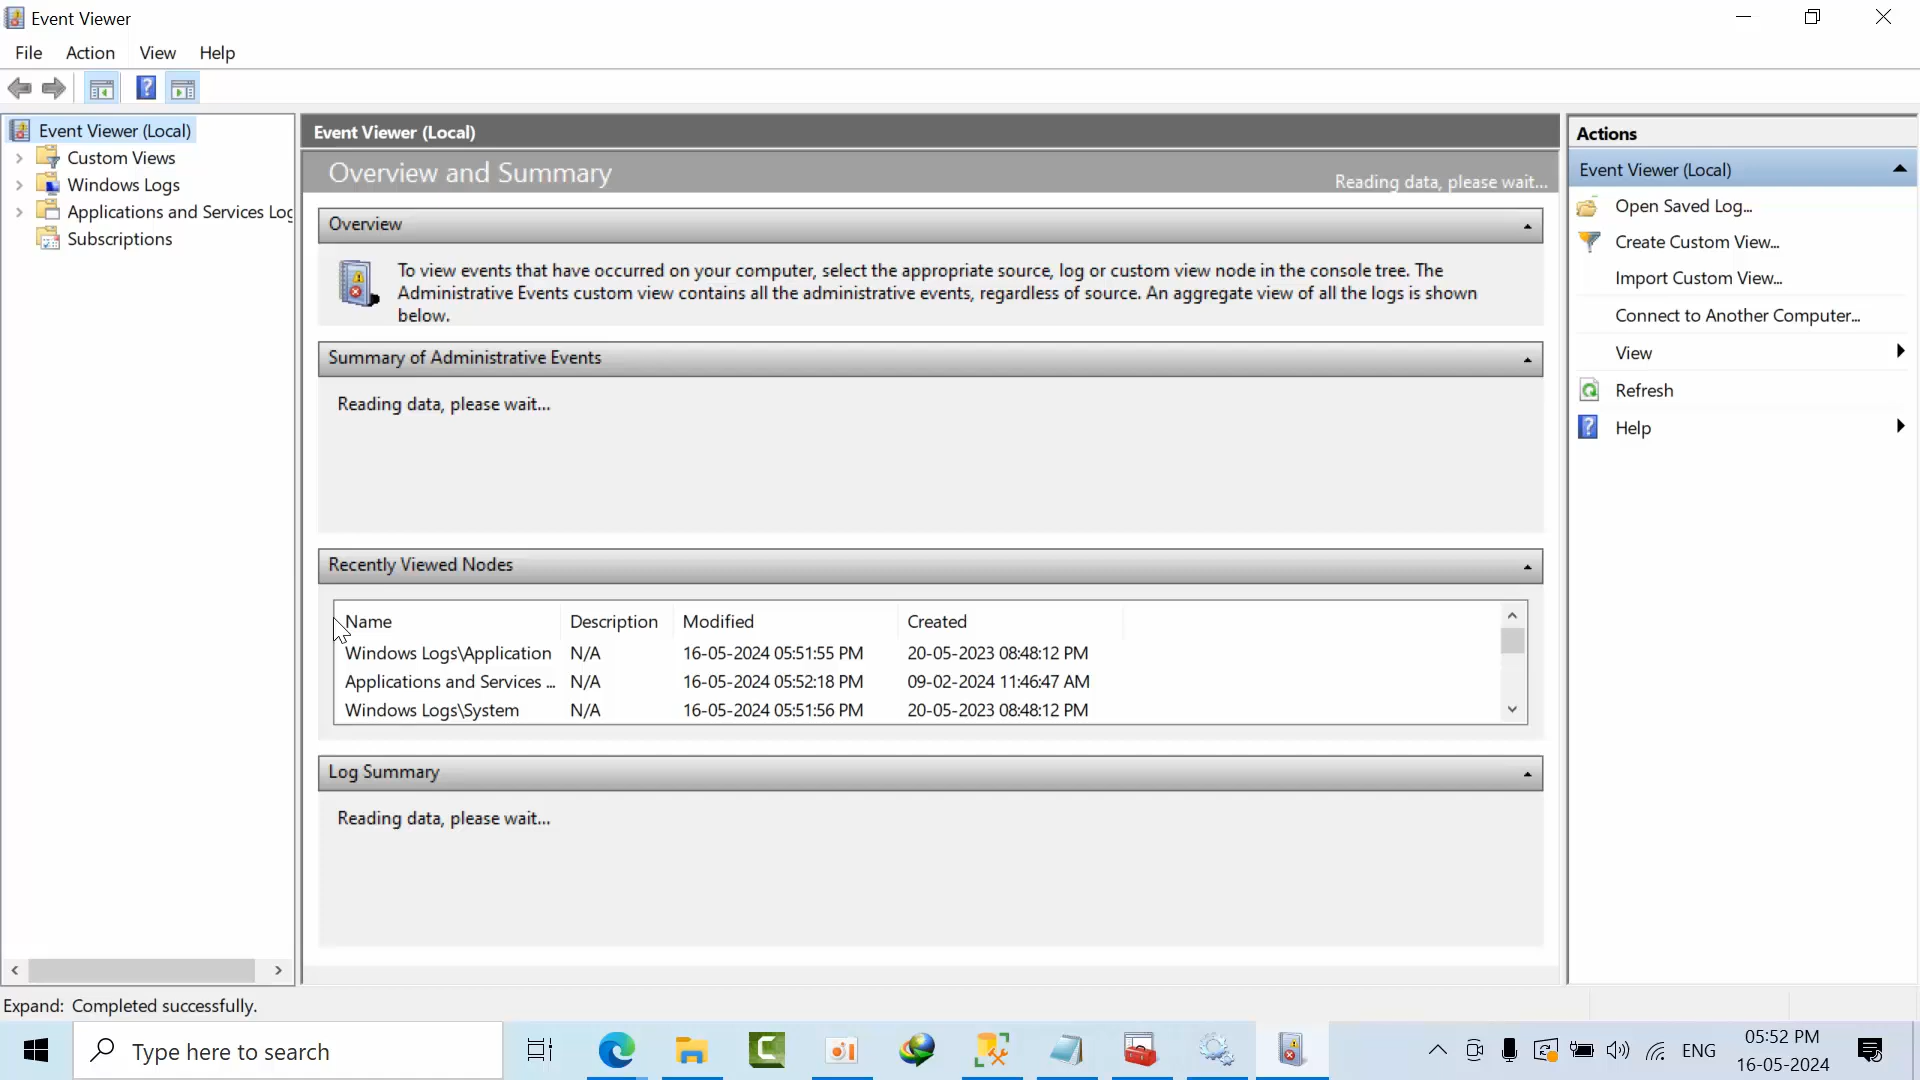 Event Viewer
File Action View Help
Event Viewer (Local)
Custom Views
Windows Logs
Applications and Services Log
Subscriptions
Event Viewer (Local)
Overview and Summary
Reading data, please wait...
Overview
To view events that have occurred on your computer, select the appropriate source, log or custom view node in the console tree. The
Administrative Events custom view contains all the administrative events, regardless of source. An aggregate view of all the logs is shown
below.
Summary of Administrative Events
Reading data, please wait...
Recently Viewed Nodes
Name Description Modified Created
Windows Logs\Application N/A 16-05-2024 05:51:55 PM 20-05-2023 08:48:12 PM
Applications and Services ... N/A 16-05-2024 05:52:18 PM 09-02-2024 11:46:47 AM
Windows Logs\System N/A 16-05-2024 05:51:56 PM 20-05-2023 08:48:12 PM
Log Summary
Reading data, please wait...
Actions
Event Viewer (Local)
Open Saved Log...
Create Custom View...
Import Custom View...
Connect to Another Computer...
View
Refresh
Help
Expand: Completed successfully.
Type here to search
ENG
05:52 PM
16-05-2024